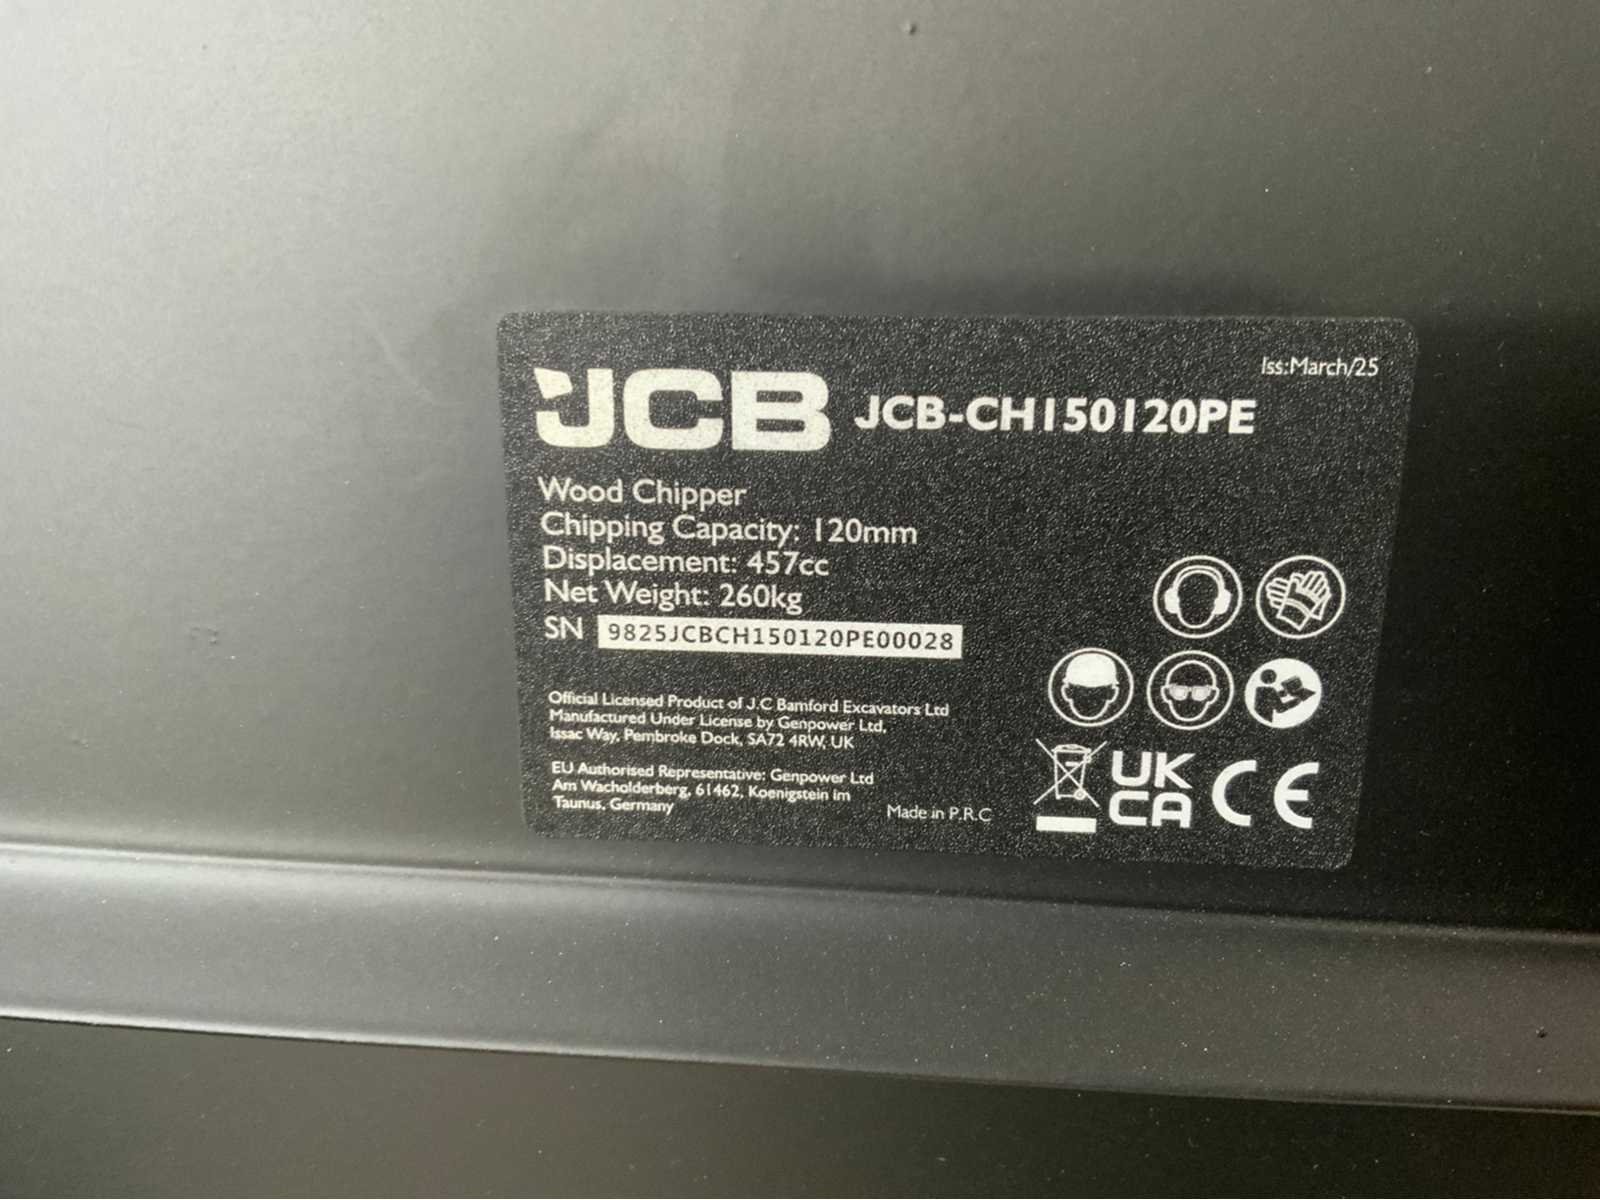 Iss:March/25
JCB JCB-CH150120PE
Wood Chipper
Chipping Capacity: 120mm
Displacement: 457cc
Net Weight: 260kg
SN 9825JCBCH150120PE00028
Official Licensed Product of J.C Bamford Excavators Ltd
Manufactured Under License by Genpower Ltd,
Issac Way, Pembroke Dock, SA72 4RW, UK
EU Authorised Representative: Genpower Ltd
Am Wacholderberg, 61462, Koenigstein im
Taunus, Germany
Made in P.R.C
UK
CA
CE